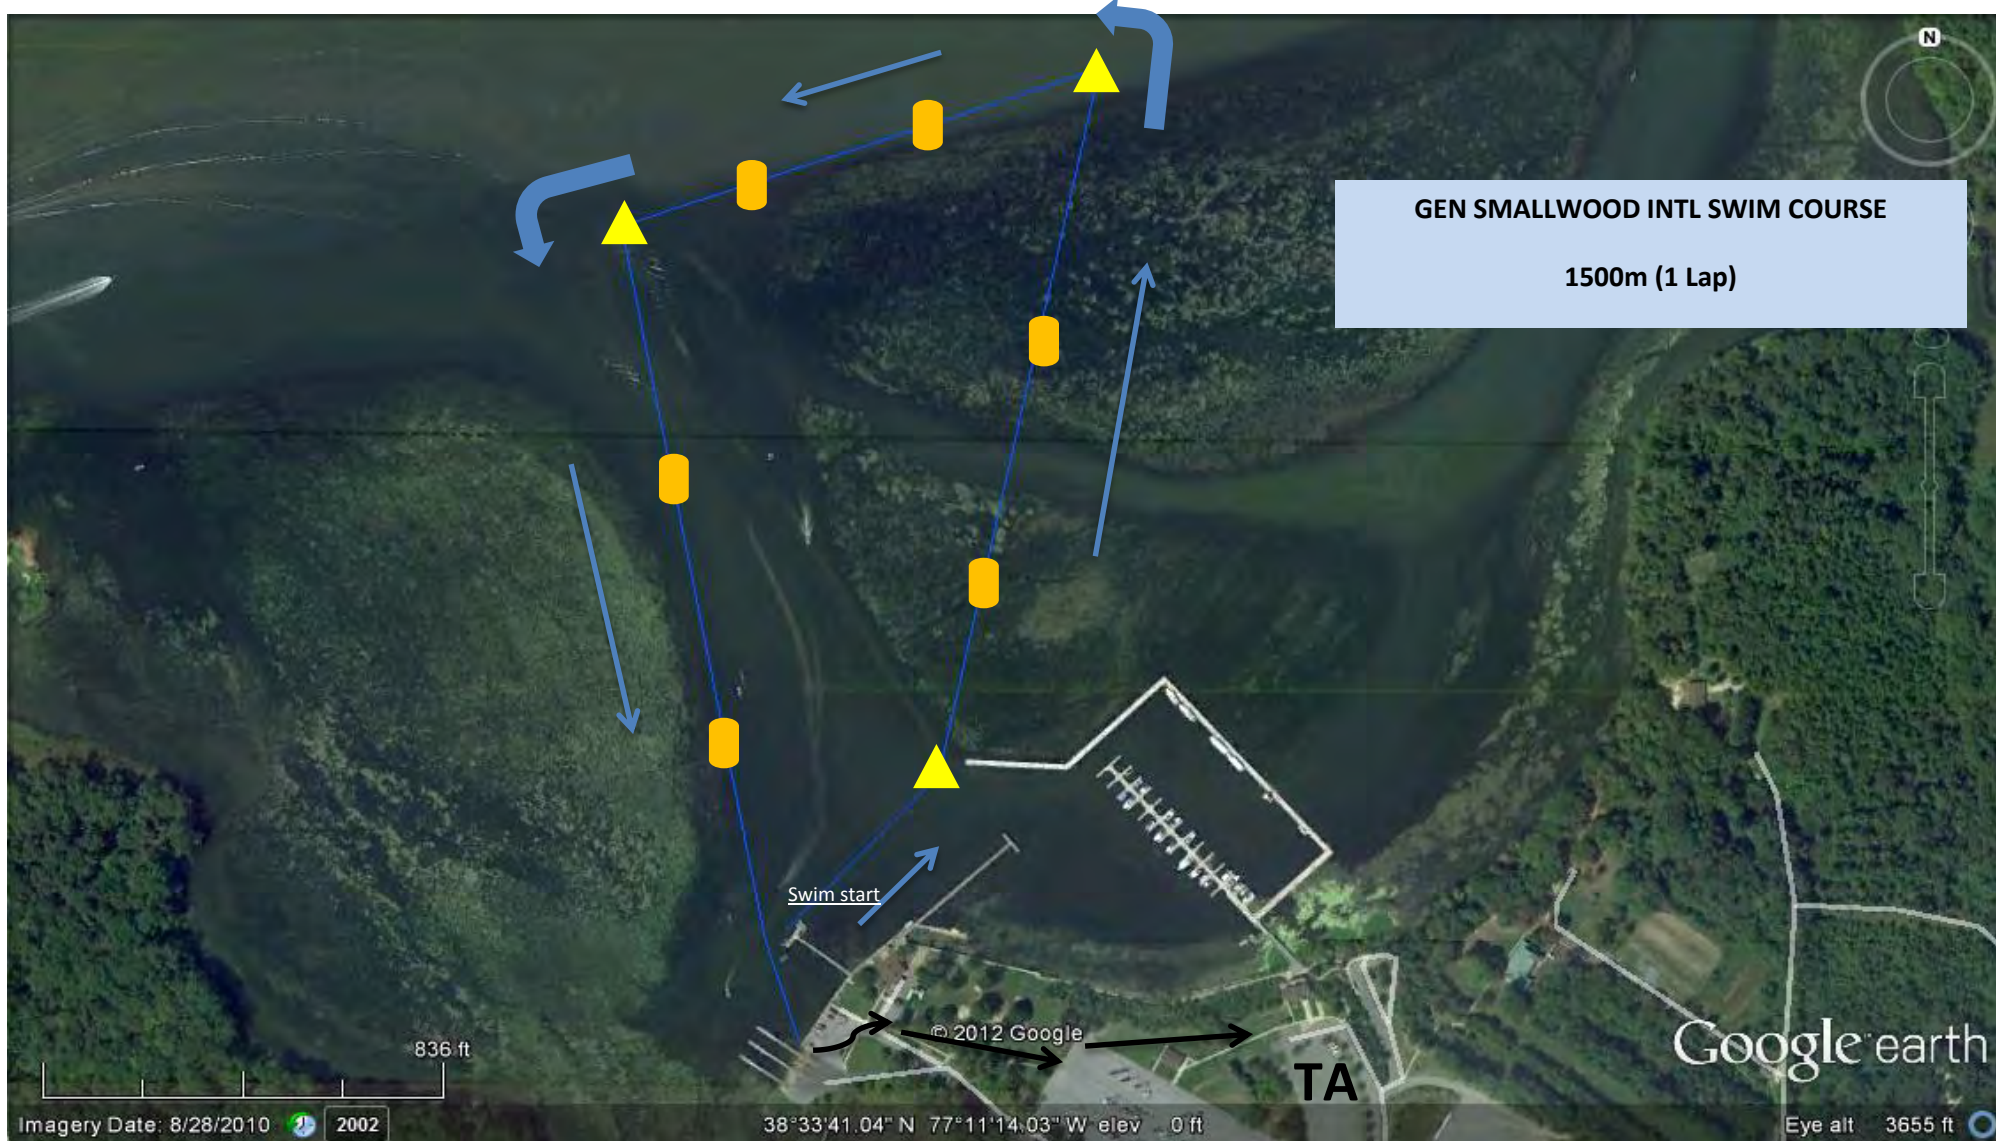 N
GEN SMALLWOOD INTL SWIM COURSE
1500m (1 Lap)
Swim start
© 2012 Google
836 ft
TA
Google earth
Imagery Date: 8/28/2010 2002 38°33'41.04" N 77°11'14.03" W elev 0 ft Eye alt 3655 ft